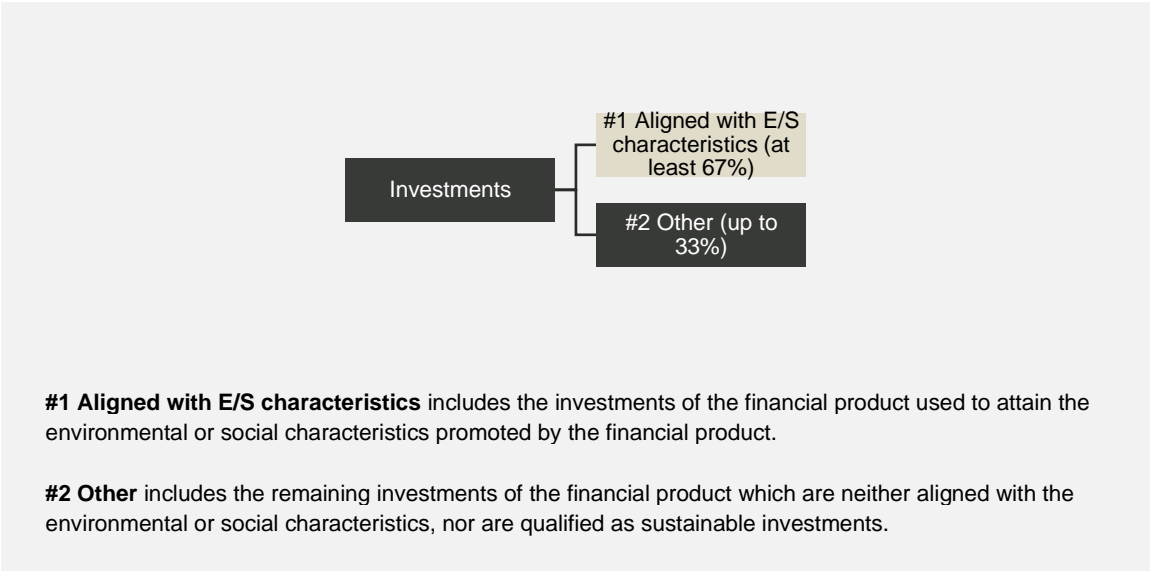 #1 Aligned with E/S
characteristics (at
least 67%)
Investments
#2 Other (up to
33%)
#1 Aligned with E/S characteristics includes the investments of the financial product used to attain the
environmental or social characteristics promoted by the financial product.
#2 Other includes the remaining investments of the financial product which are neither aligned with the
environmental or social characteristics, nor are qualified as sustainable investments.